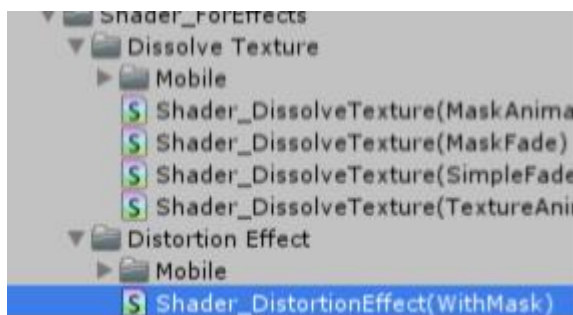 Shader_ForEffects
Dissolve Texture
Mobile
Shader_DissolveTexture(MaskAnima
Shader_DissolveTexture(MaskFade)
Shader_DissolveTexture(SimpleFade
Shader_DissolveTexture(TextureAni
Distortion Effect
Mobile
Shader_DistortionEffect(WithMask)